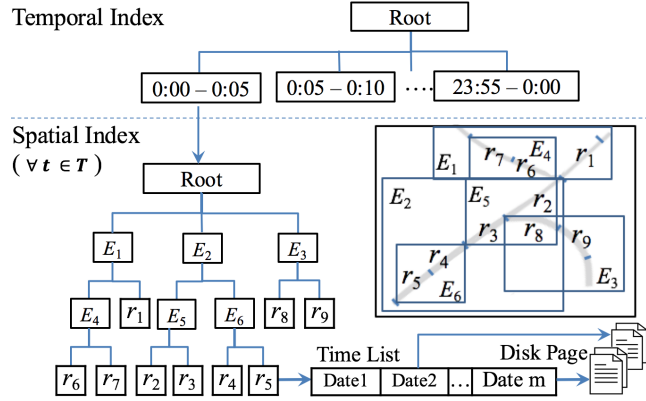 Temporal Index
Root
0:00 – 0:05
0:05 – 0:10
....
23:55 – 0:00
Spatial Index
( ∀ t ∈ T )
Root
E1
E2
E3
E4
r1
E5
E6
r8
r9
r6
r7
r2
r3
r4
r5
E1
r7
E4
r6
r1
E2
E5
r2
r3
r8
r9
r4
r5
E6
E3
Time List
Disk Page
Date1
Date2
...
Date m